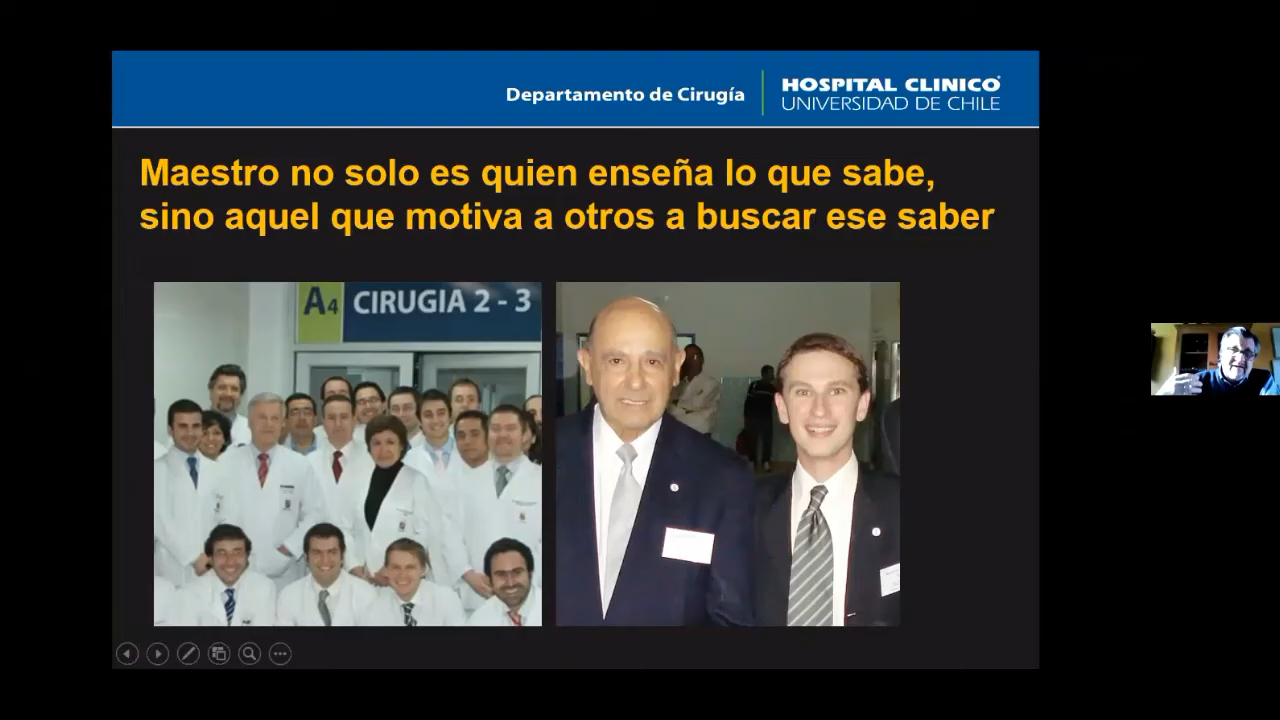 Departamento de Cirugía
HOSPITAL CLINICO
UNIVERSIDAD DE CHILE
Maestro no solo es quien enseña lo que sabe,
sino aquel que motiva a otros a buscar ese saber
A4 CIRUGIA 2 - 3